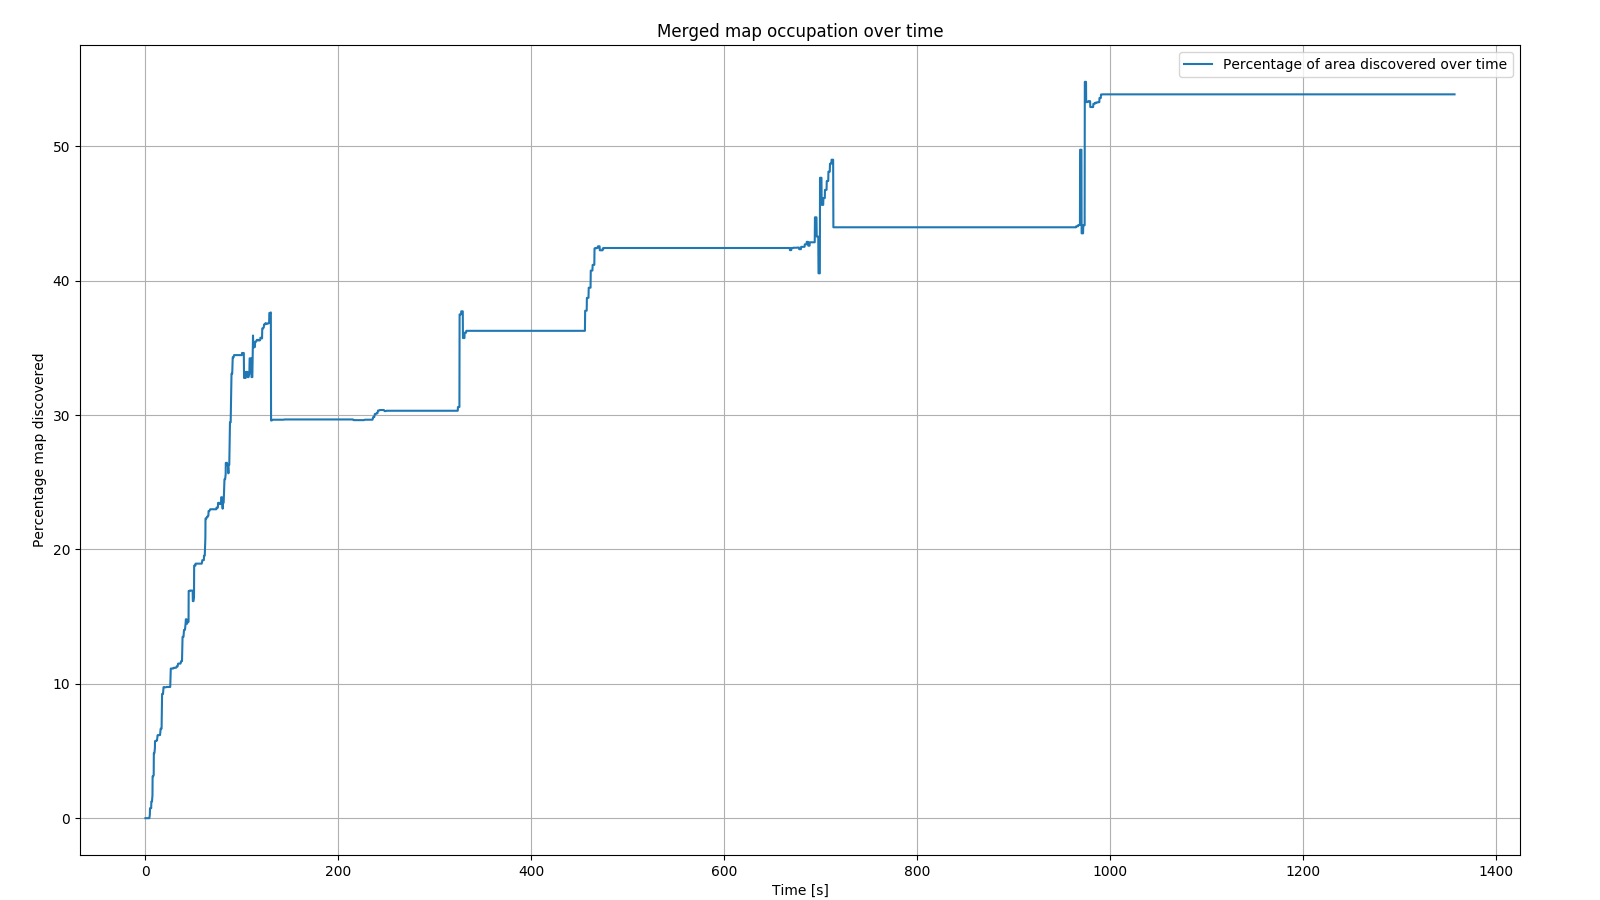 Merged map occupation over time
Percentage of area discovered over time
Percentage map discovered
50
40
30
20
10
0
0 200 400 600 800 1000 1200 1400
Time [s]